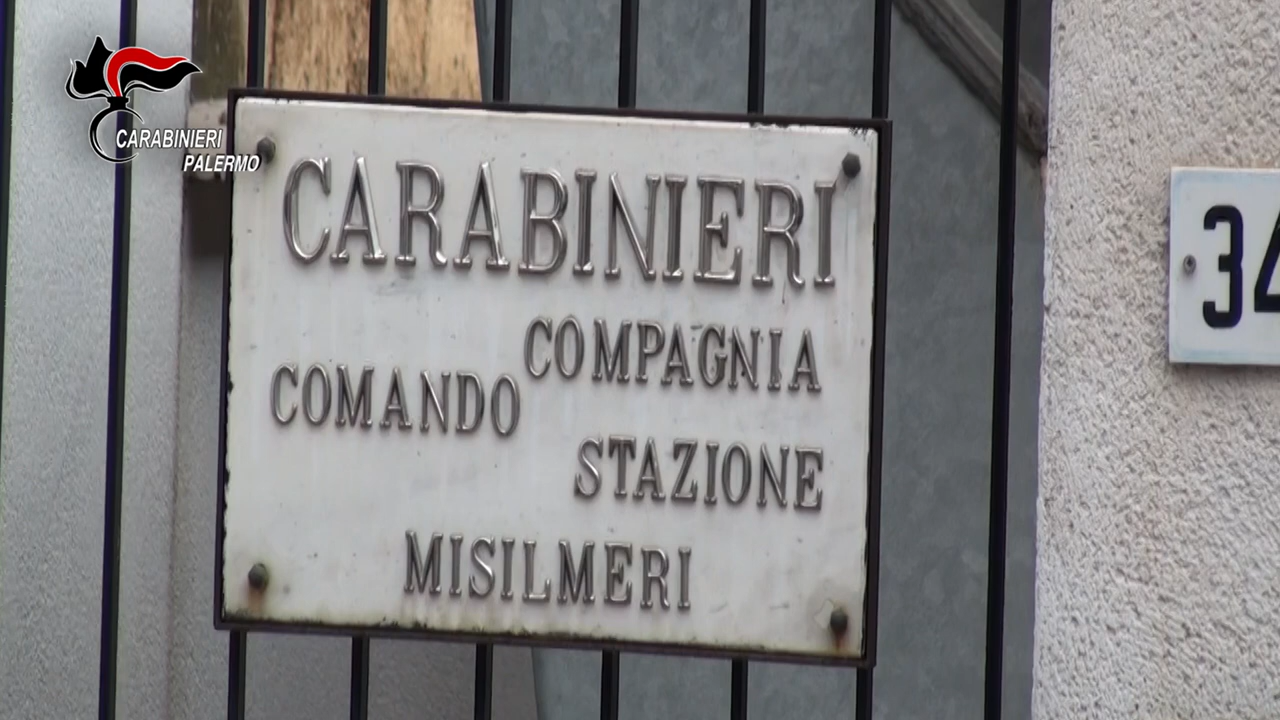 CARABINIERI
PALERMO
CARABINIERI
COMPAGNIA
COMANDO
STAZIONE
MISILMERI
34